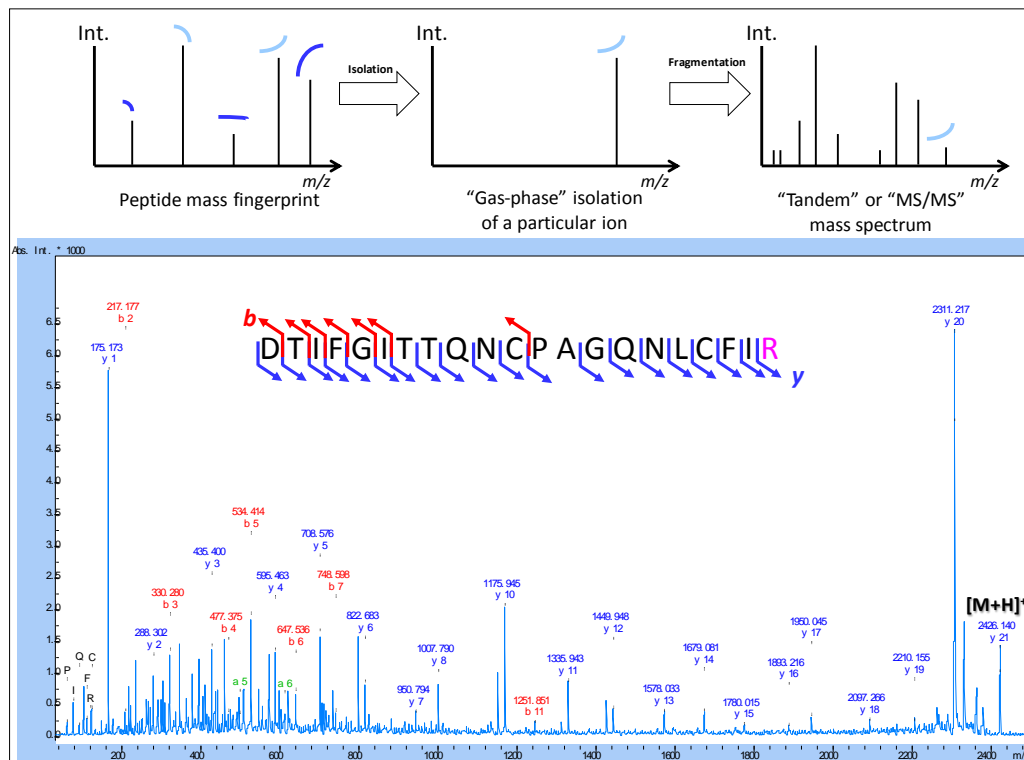 Int.
Int.
Int.
Isolation
Fragmentation
m/z
m/z
m/z
Peptide mass fingerprint
“Gas-phase” isolation
of a particular ion
“Tandem” or “MS/MS”
mass spectrum
Abs. Int. * 1000
217.177
b 2
175.173
y 1
2311.217
y 20
b
DTIFGITTQNCPAGQNLCFIR
y
6.5
6.0
5.5
5.0
4.5
4.0
3.5
3.0
2.5
2.0
1.5
1.0
0.5
0.0
534.414
b 5
708.576
y 5
435.400
y 3
595.463
y 4
748.598
b 7
330.280
b 3
477.375
b 4
647.536
b 6
822.683
y 6
288.302
y 2
1175.945
y 10
1449.948
y 12
1950.045
y 17
[M+H]+
2426.140
y 21
1007.790
y 8
1335.943
y 11
1679.081
y 14
1893.216
y 16
2210.155
y 19
950.794
y 7
1251.851
b 11
1578.033
y 13
1780.015
y 15
2097.266
y 18
Q C
P F
I R
a 5
a 6
200
400
600
800
1000
1200
1400
1600
1800
2000
2200
2400